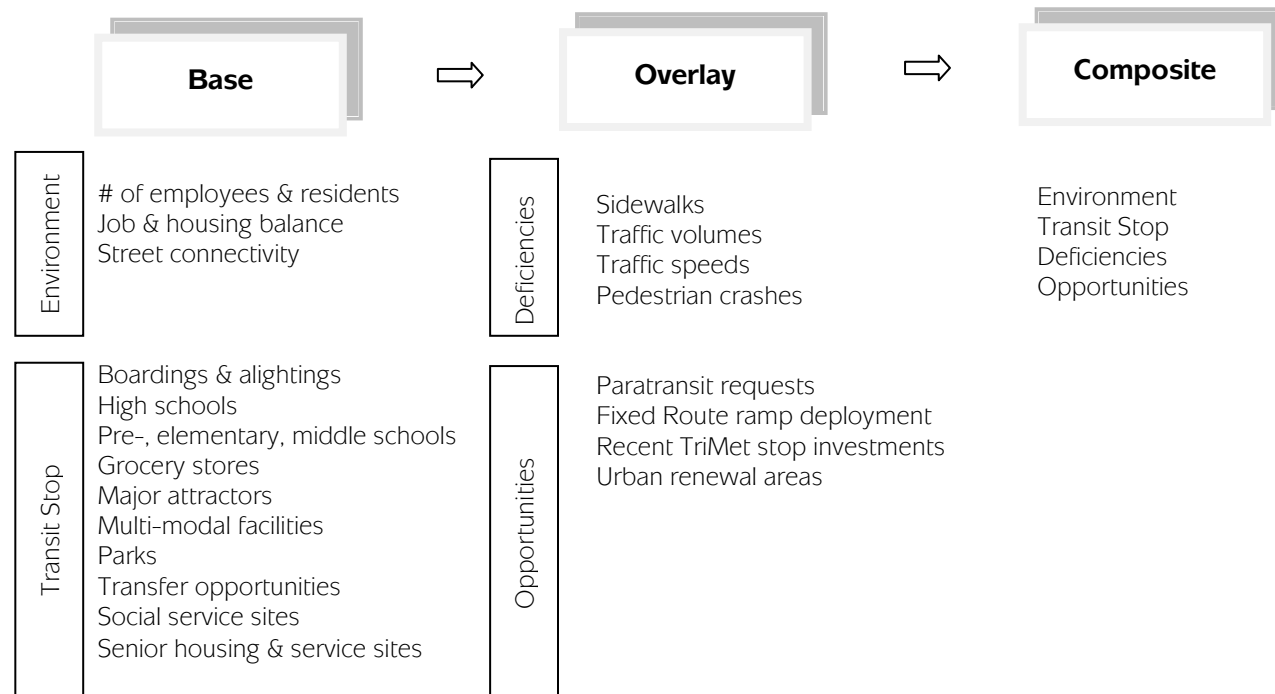 Base
Overlay
Composite
Environment
# of employees & residents
Job & housing balance
Street connectivity
Deficiencies
Sidewalks
Traffic volumes
Traffic speeds
Pedestrian crashes
Environment
Transit Stop
Deficiencies
Opportunities
Transit Stop
Boardings & alightings
High schools
Pre-, elementary, middle schools
Grocery stores
Major attractors
Multi-modal facilities
Parks
Transfer opportunities
Social service sites
Senior housing & service sites
Opportunities
Paratransit requests
Fixed Route ramp deployment
Recent TriMet stop investments
Urban renewal areas